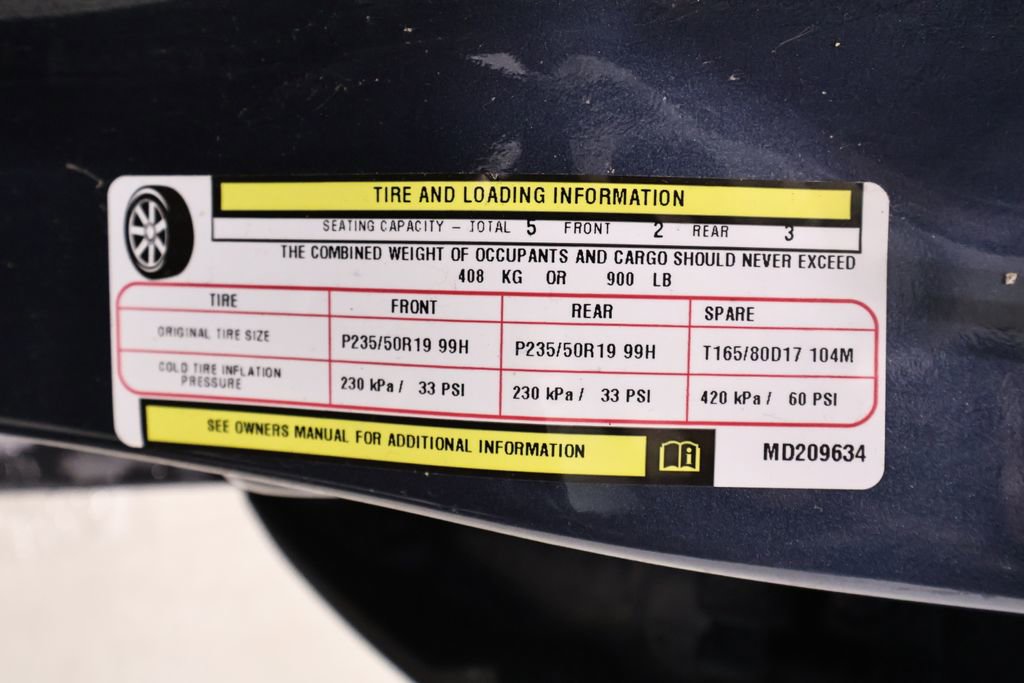 TIRE AND LOADING INFORMATION
SEATING CAPACITY – TOTAL 5 FRONT 2 REAR 3
THE COMBINED WEIGHT OF OCCUPANTS AND CARGO SHOULD NEVER EXCEED
408 KG OR 900 LB
TIRE FRONT REAR SPARE
ORIGINAL TIRE SIZE P235/50R19 99H P235/50R19 99H T165/80D17 104M
COLD TIRE INFLATION
PRESSURE 230 kPa / 33 PSI 230 kPa / 33 PSI 420 kPa / 60 PSI
SEE OWNERS MANUAL FOR ADDITIONAL INFORMATION
MD209634